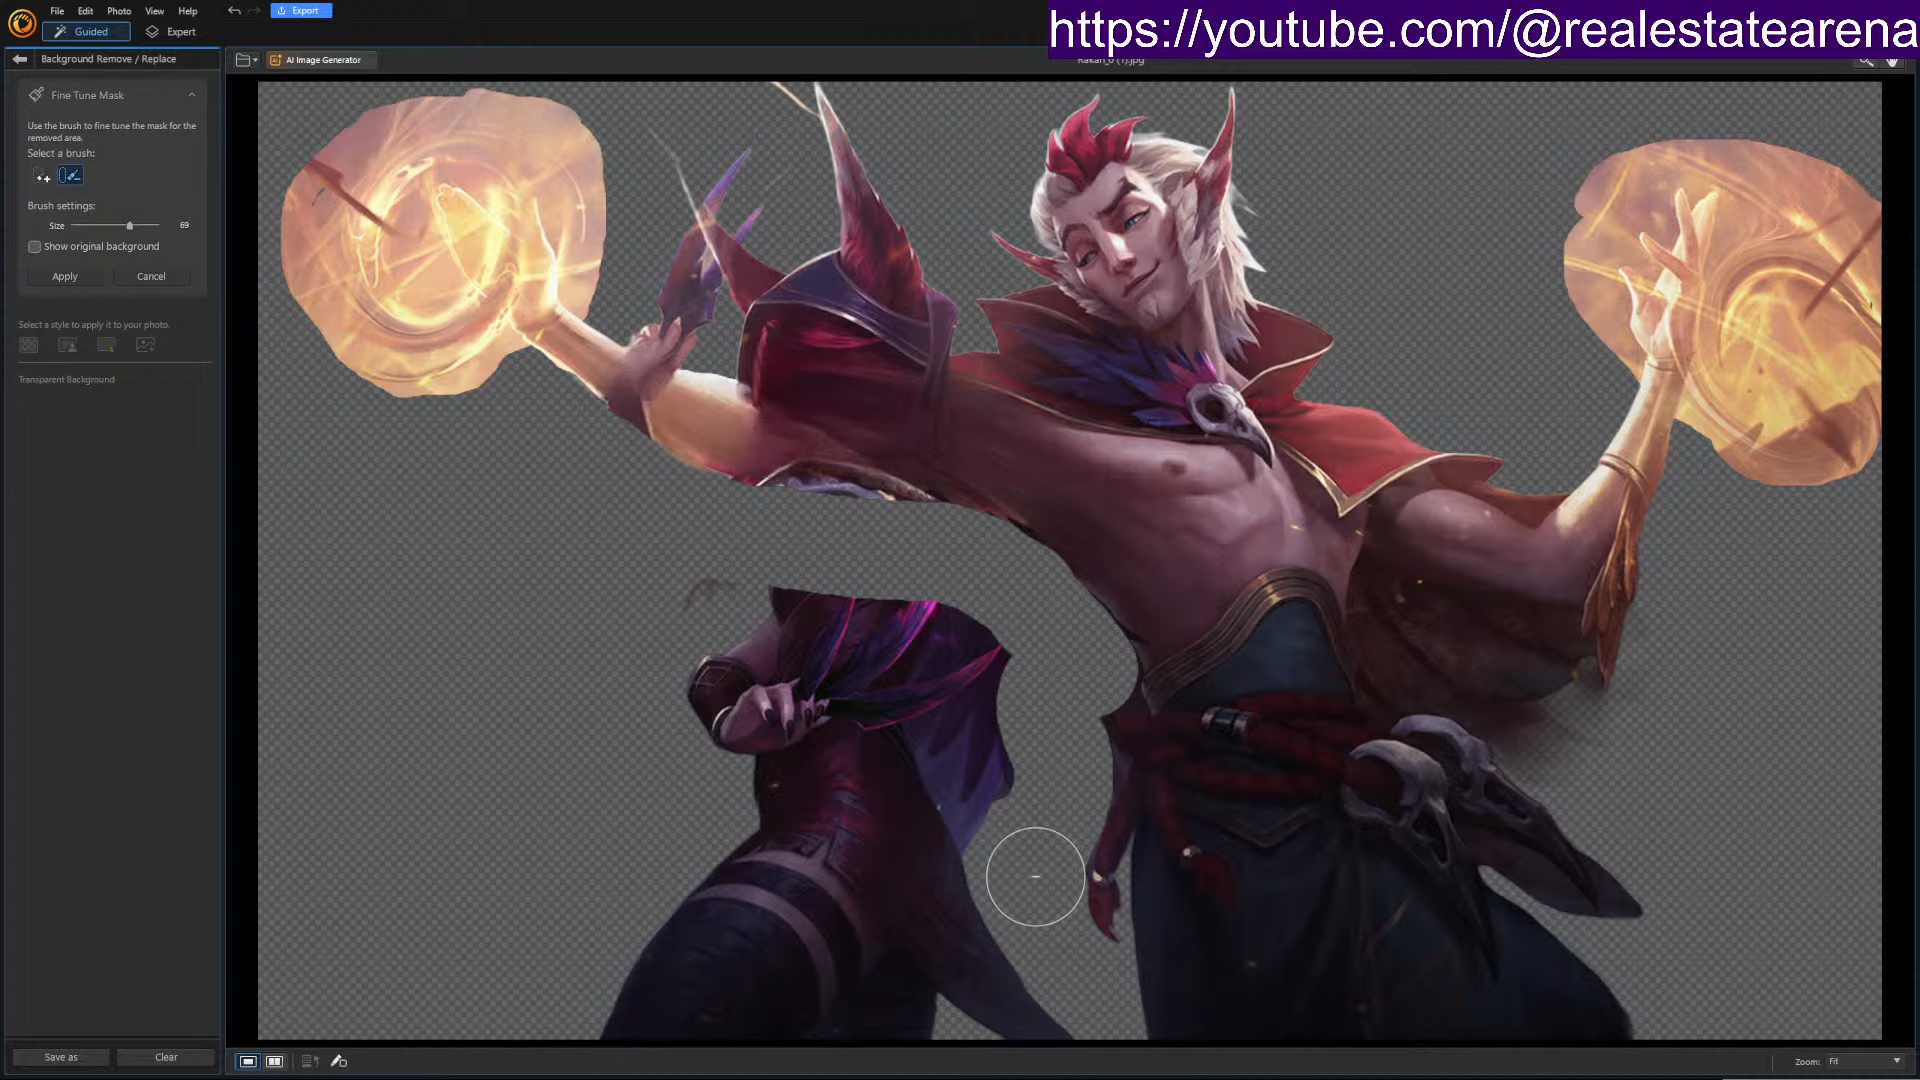 File Edit Photo View Help
Export
Guided
Expert
https://youtube.com/@realestatearena
Background Remove / Replace
AI Image Generator
Rakan_0 (1).jpg
Fine Tune Mask
Use the brush to fine tune the mask for the
removed area.
Select a brush:
Brush settings:
Size 69
Show original background
Apply Cancel
Select a style to apply it to your photo.
Transparent Background
Save as Clear
Zoom: Fit